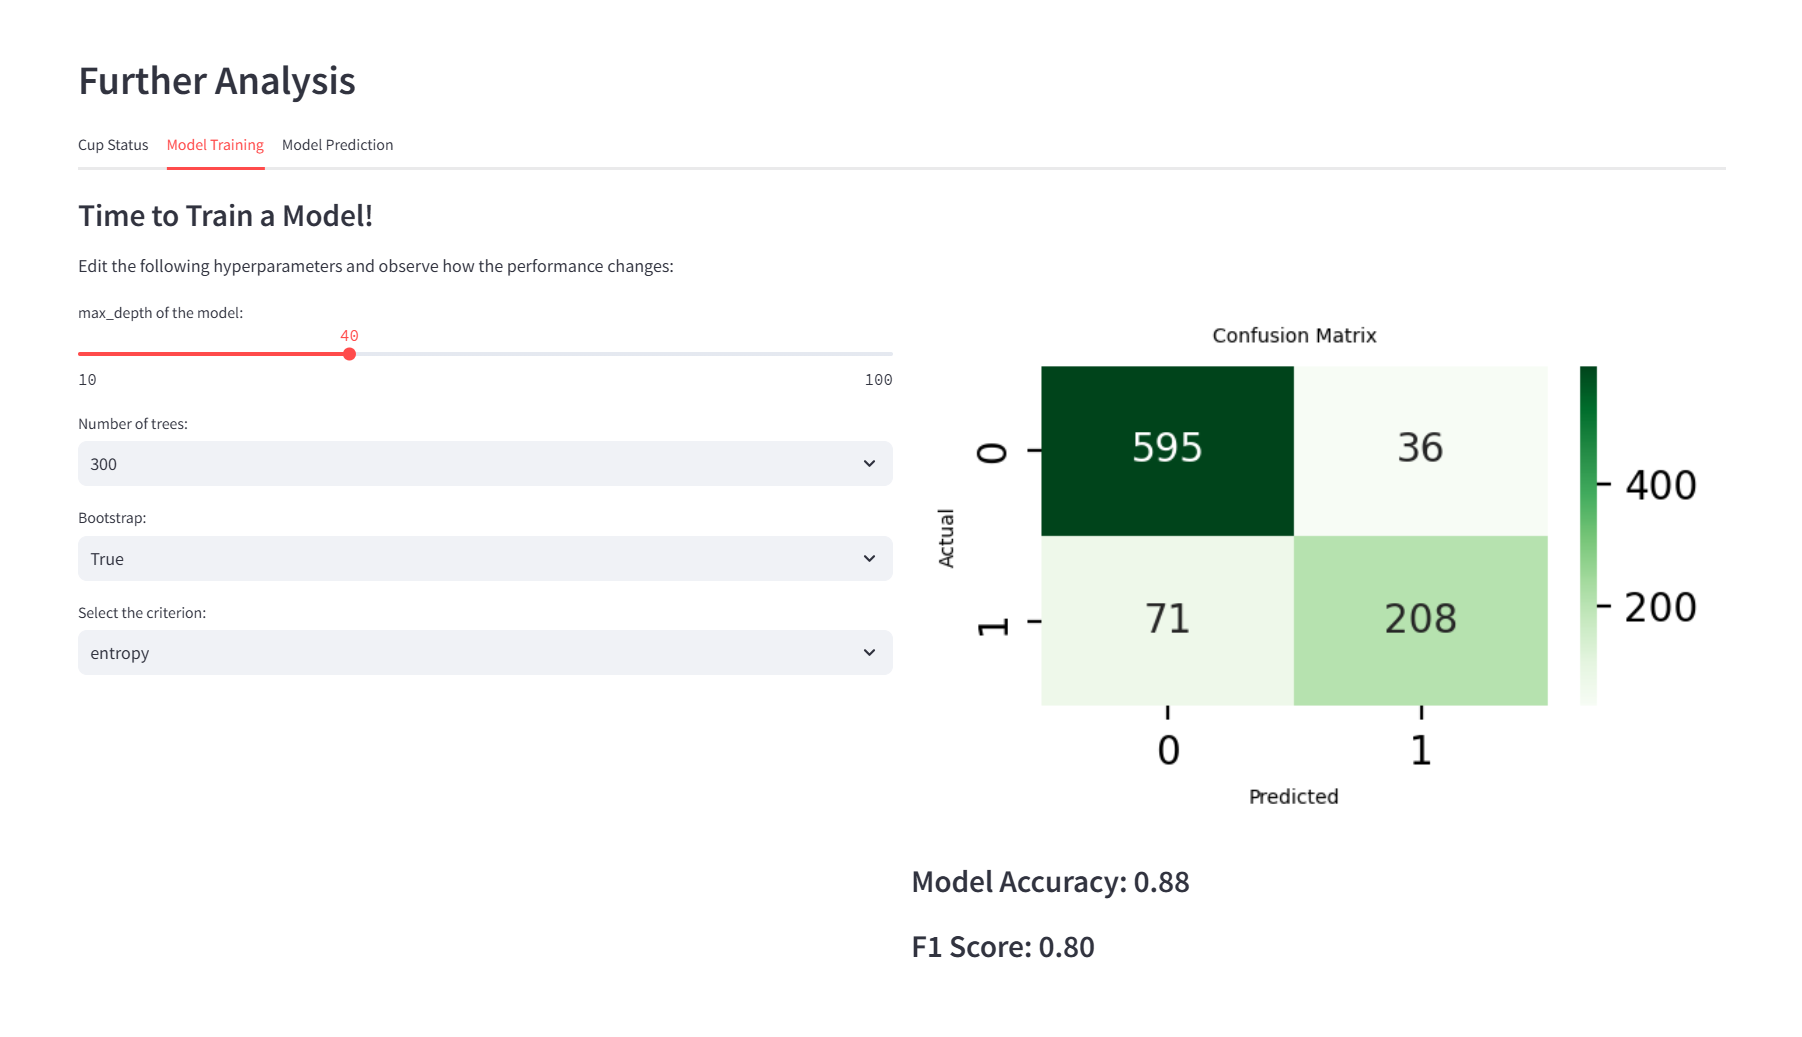 Further Analysis
Cup Status Model Training Model Prediction
Time to Train a Model!
Edit the following hyperparameters and observe how the performance changes:
max_depth of the model:
40
10 100
Number of trees:
300
Bootstrap:
True
Select the criterion:
entropy
Confusion Matrix
Actual
0 595 36
1 71 208
0 1
Predicted
400
200
Model Accuracy: 0.88
F1 Score: 0.80